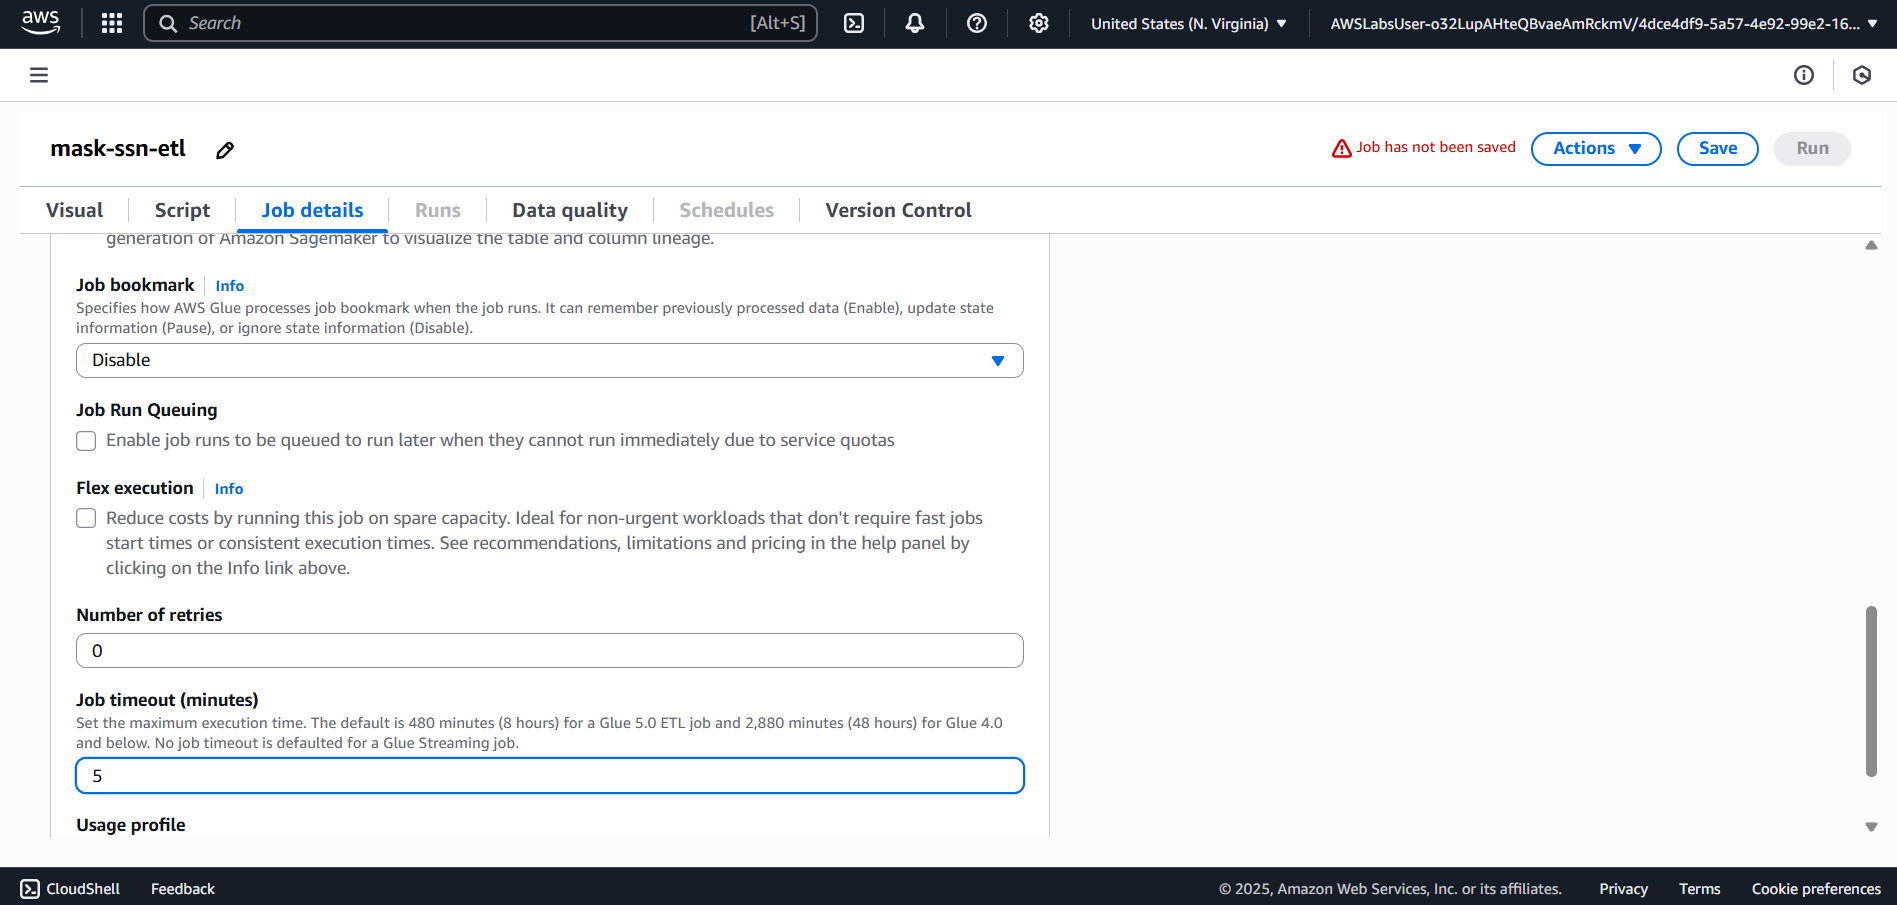 aws
Search [Alt+S] United States (N. Virginia) AWSLabsUser-o32LupAHteQBvaeAmRckmV/4dce4df9-5a57-4e92-99e2-16...
mask-ssn-etl Job has not been saved Actions Save Run
Visual Script Job details Runs Data quality Schedules Version Control
generation of Amazon Sagemaker to visualize the table and column lineage.
Job bookmark Info
Specifies how AWS Glue processes job bookmark when the job runs. It can remember previously processed data (Enable), update state
information (Pause), or ignore state information (Disable).
Disable
Job Run Queuing
Enable job runs to be queued to run later when they cannot run immediately due to service quotas
Flex execution Info
Reduce costs by running this job on spare capacity. Ideal for non-urgent workloads that don't require fast jobs
start times or consistent execution times. See recommendations, limitations and pricing in the help panel by
clicking on the Info link above.
Number of retries
0
Job timeout (minutes)
Set the maximum execution time. The default is 480 minutes (8 hours) for a Glue 5.0 ETL job and 2,880 minutes (48 hours) for Glue 4.0
and below. No job timeout is defaulted for a Glue Streaming job.
5
Usage profile
CloudShell Feedback © 2025, Amazon Web Services, Inc. or its affiliates. Privacy Terms Cookie preferences